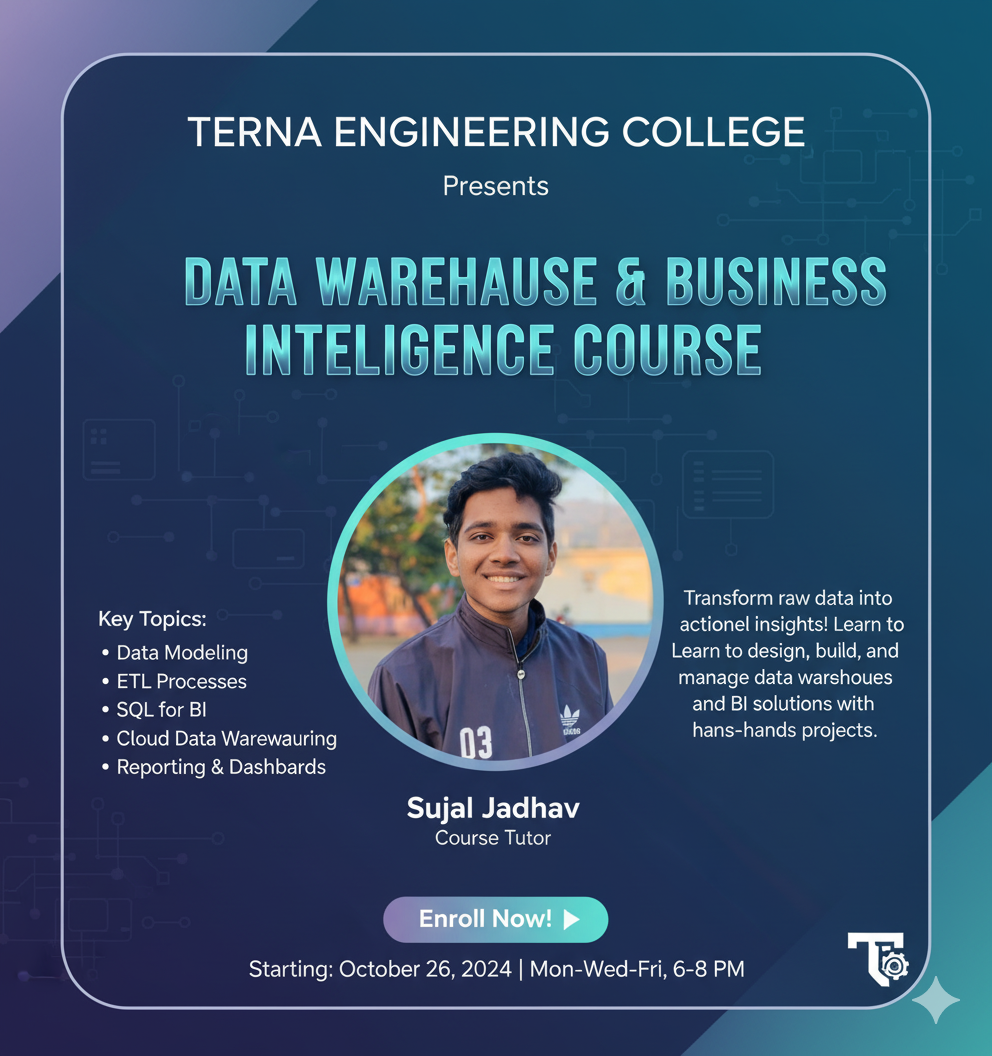 TERNA ENGINEERING COLLEGE
Presents
DATA WAREHAUSE & BUSINESS
INTELIGENCE COURSE
Key Topics:
• Data Modeling
• ETL Processes
• SQL for BI
• Cloud Data Warewauring
• Reporting & Dashbards
03
adidas
Transform raw data into
actionel insights! Learn to
Learn to design, build, and
manage data warshoues
and BI solutions with
hans-hands projects.
Sujal Jadhav
Course Tutor
Enroll Now!
Starting: October 26, 2024 | Mon-Wed-Fri, 6-8 PM